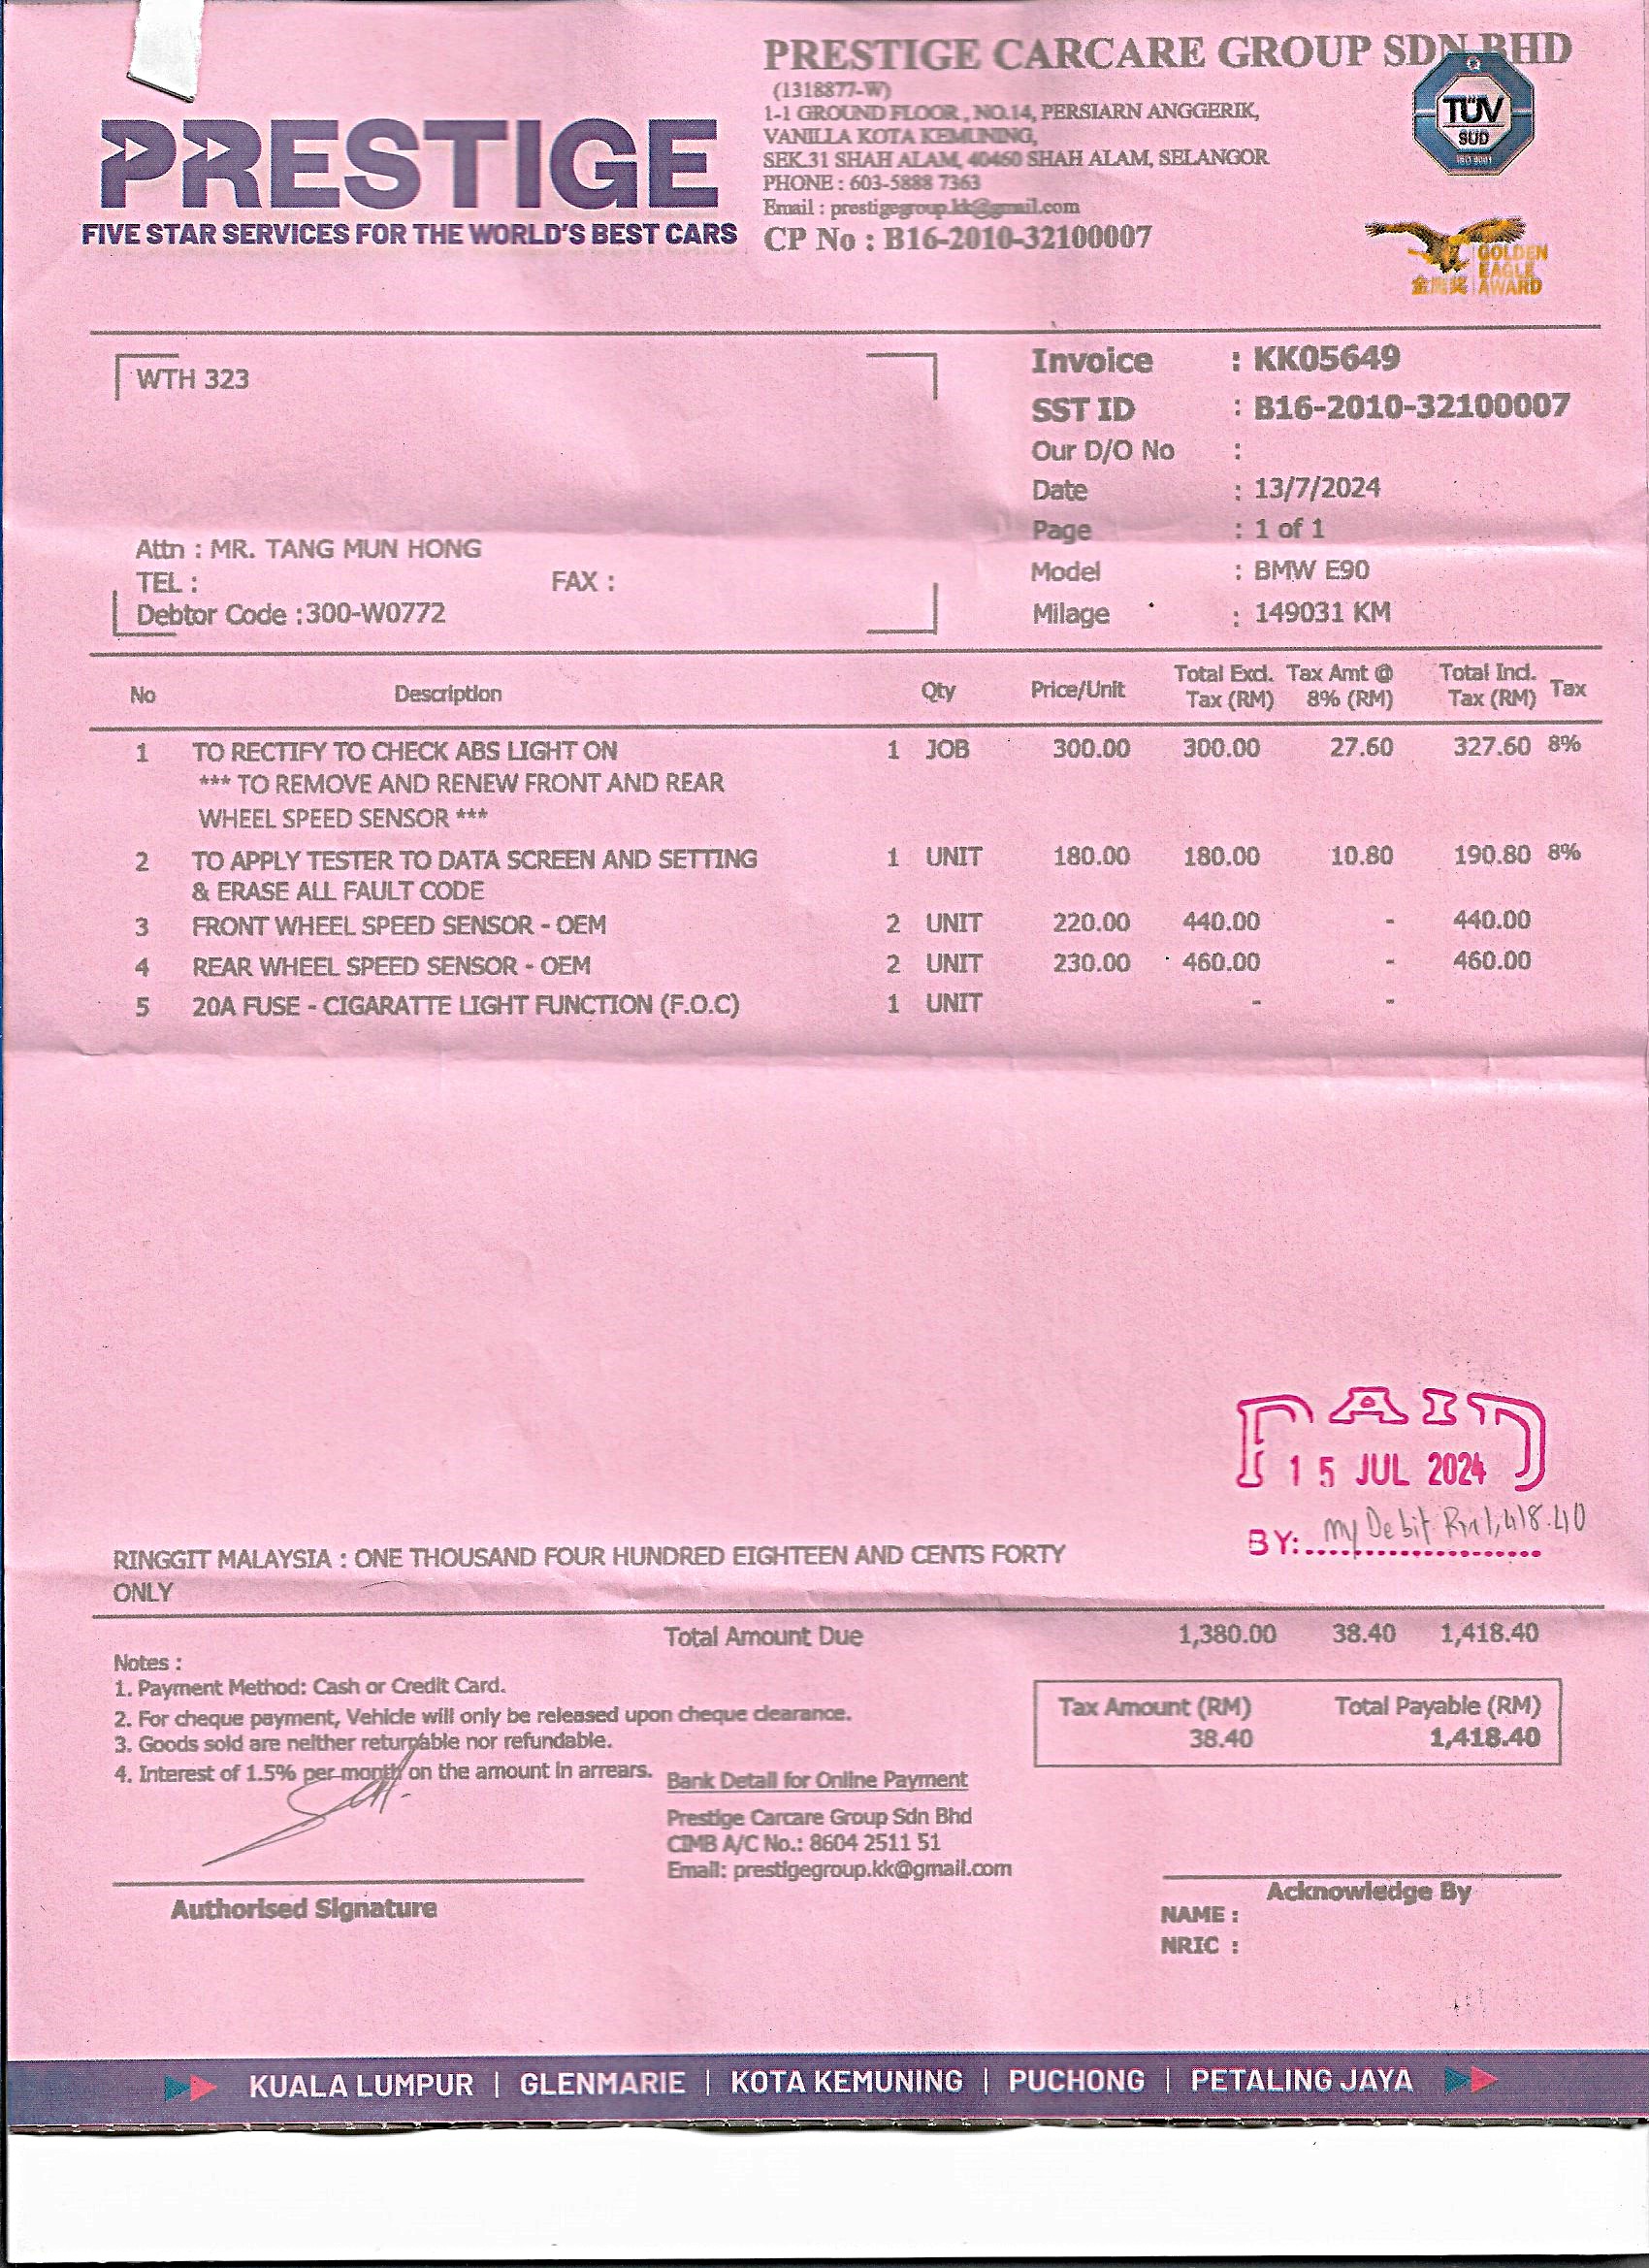 PRESTIGE CARCARE GROUP SDN BHD
(1318877-W)
1-1 GROUND FLOOR, NO.14, PERSIARN ANGGERIK,
VANILLA KOTA KEMUNING,
SEK.31 SHAH ALAM, 40460 SHAH ALAM, SELANGOR
PHONE : 603-5888 7363
Email : prestigegroup.kk@gmail.com
CP No : B16-2010-32100007
PRESTIGE
FIVE STAR SERVICES FOR THE WORLD'S BEST CARS
TÜV
SÜD
ISO 9001
GOLDEN
EAGLE
金鹰奖 AWARD
WTH 323
Attn : MR. TANG MUN HONG
TEL : FAX :
Debtor Code :300-W0772
Invoice : KK05649
SST ID : B16-2010-32100007
Our D/O No :
Date : 13/7/2024
Page : 1 of 1
Model : BMW E90
Milage : 149031 KM
No Description Qty Price/Unit Total Excl. Tax (RM) Tax Amt @ 8% (RM) Total Incl. Tax (RM) Tax
1 TO RECTIFY TO CHECK ABS LIGHT ON 1 JOB 300.00 300.00 27.60 327.60 8%
*** TO REMOVE AND RENEW FRONT AND REAR
WHEEL SPEED SENSOR ***
2 TO APPLY TESTER TO DATA SCREEN AND SETTING 1 UNIT 180.00 180.00 10.80 190.80 8%
& ERASE ALL FAULT CODE
3 FRONT WHEEL SPEED SENSOR - OEM 2 UNIT 220.00 440.00 - 440.00
4 REAR WHEEL SPEED SENSOR - OEM 2 UNIT 230.00 460.00 - 460.00
5 20A FUSE - CIGARATTE LIGHT FUNCTION (F.O.C) 1 UNIT - -
PAID
15 JUL 2024
BY: my Debit Rm1,418.40
RINGGIT MALAYSIA : ONE THOUSAND FOUR HUNDRED EIGHTEEN AND CENTS FORTY
ONLY
Total Amount Due 1,380.00 38.40 1,418.40
Notes :
1. Payment Method: Cash or Credit Card.
2. For cheque payment, Vehicle will only be released upon cheque clearance.
3. Goods sold are neither returnable nor refundable.
4. Interest of 1.5% per month on the amount in arrears.
Tax Amount (RM) Total Payable (RM)
38.40 1,418.40
Bank Detail for Online Payment
Prestige Carcare Group Sdn Bhd
CIMB A/C No.: 8604 2511 51
Email: prestigegroup.kk@gmail.com
Authorised Signature
Acknowledge By
NAME :
NRIC :
KUALA LUMPUR | GLENMARIE | KOTA KEMUNING | PUCHONG | PETALING JAYA